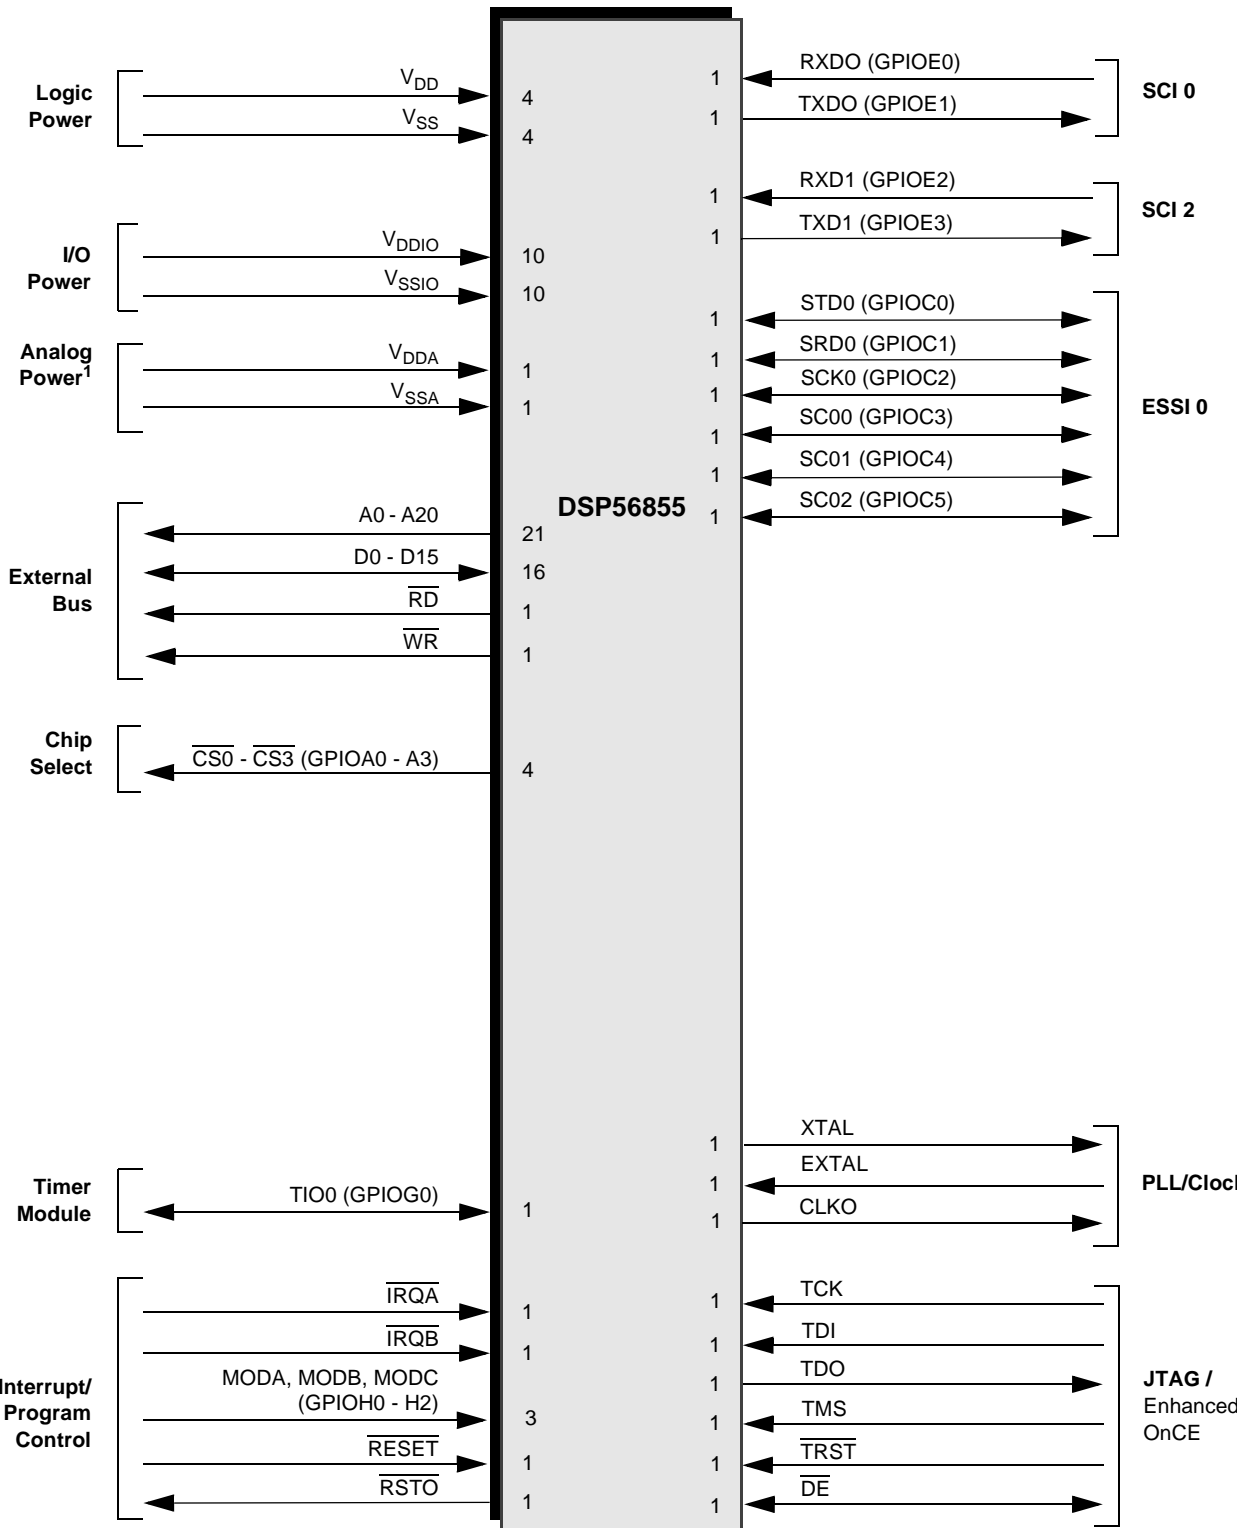 Logic
Power
VDD
4
VSS
4
I/O
Power
VDDIO
10
VSSIO
10
Analog
Power1
VDDA
1
VSSA
1
External
Bus
A0 - A20
21
D0 - D15
16
RD
1
WR
1
Chip
Select
CS0 - CS3 (GPIOA0 - A3)
4
Timer
Module
TIO0 (GPIOG0)
1
Interrupt/
Program
Control
IRQA
1
IRQB
1
MODA, MODB, MODC
(GPIOH0 - H2)
3
RESET
1
RSTO
1
DSP56855
1
RXDO (GPIOE0)
1
TXDO (GPIOE1)
SCI 0
1
RXD1 (GPIOE2)
1
TXD1 (GPIOE3)
SCI 2
1
STD0 (GPIOC0)
1
SRD0 (GPIOC1)
1
SCK0 (GPIOC2)
1
SC00 (GPIOC3)
1
SC01 (GPIOC4)
1
SC02 (GPIOC5)
ESSI 0
1
XTAL
1
EXTAL
1
CLKO
PLL/Clock
1
TCK
1
TDI
1
TDO
1
TMS
1
TRST
1
DE
JTAG /
Enhanced
OnCE